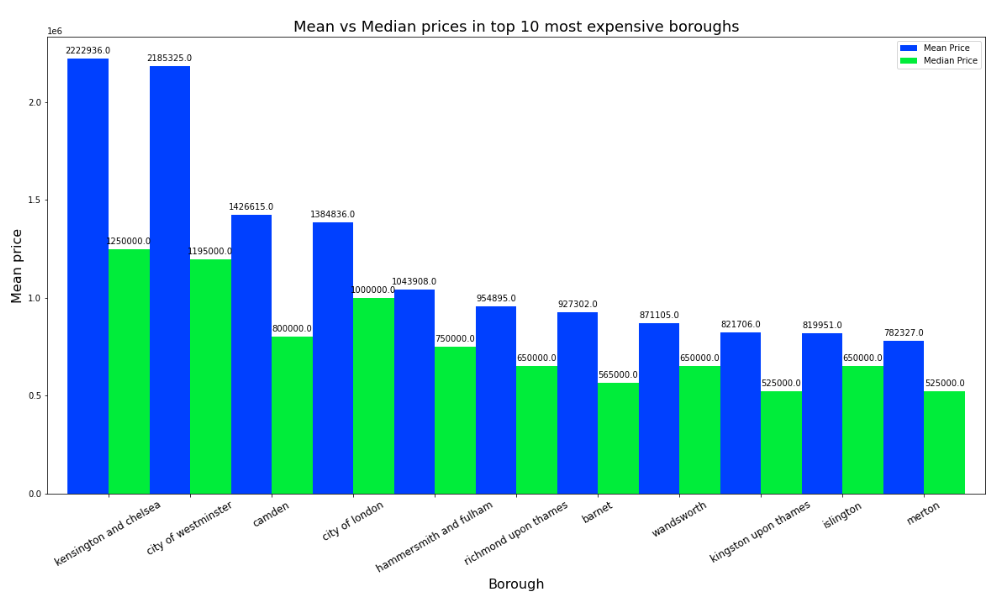 Mean vs Median prices in top 10 most expensive boroughs
1e6
Mean Price
Median Price
2222936.0
2185325.0
1426615.0
1384836.0
1043908.0
954895.0
927302.0
871105.0
821706.0
819951.0
782327.0
1250000.0
1195000.0
800000.0
1000000.0
750000.0
650000.0
565000.0
650000.0
525000.0
650000.0
525000.0
2.0
1.5
1.0
0.5
0.0
Mean price
kensington and chelsea
city of westminster
camden
city of london
hammersmith and fulham
richmond upon thames
barnet
wandsworth
kingston upon thames
islington
merton
Borough